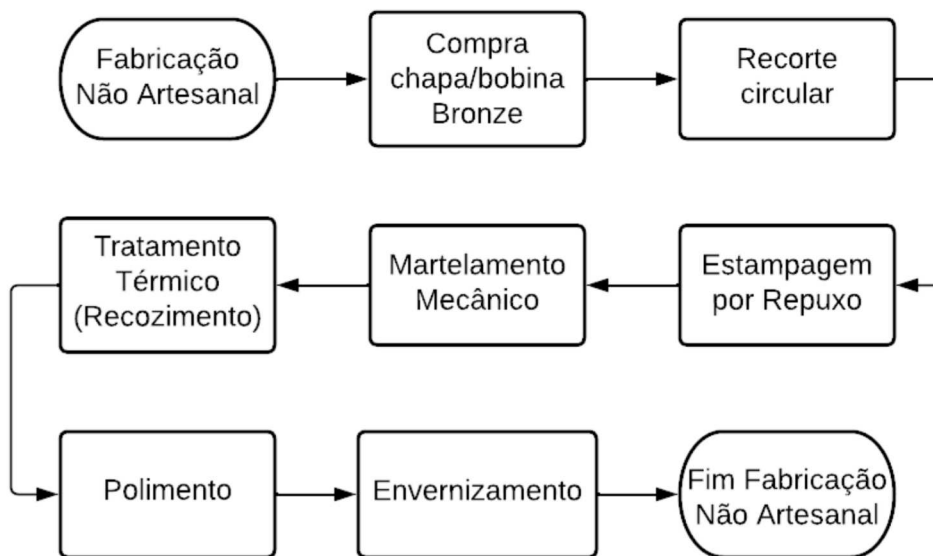 Fabricação
Não Artesanal
Compra
chapa/bobina
Bronze
Recorte
circular
Estampagem
por Repuxo
Martelamento
Mecânico
Tratamento
Térmico
(Recozimento)
Polimento
Envernizamento
Fim Fabricação
Não Artesanal